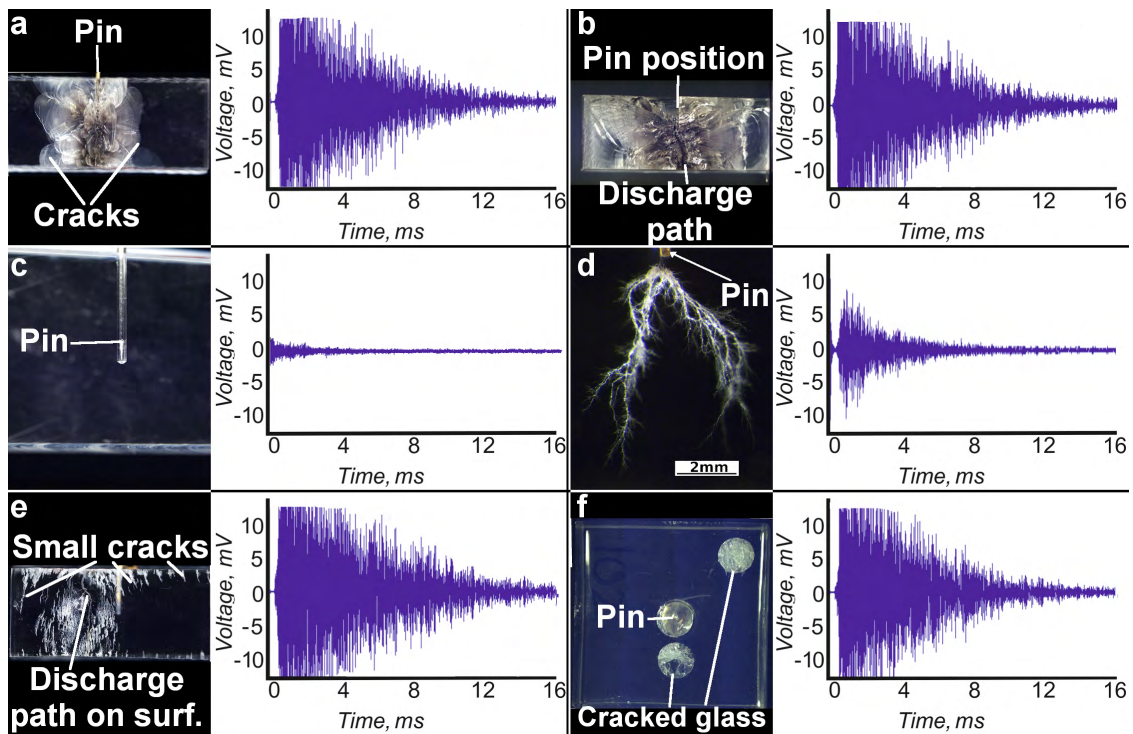 a
Pin
Cracks
Voltage, mV
10
5
0
-5
-10
0 4 8 12 16
Time, ms
b
Pin position
Discharge
path
Voltage, mV
10
5
0
-5
-10
0 4 8 12 16
Time, ms
c
Pin
Voltage, mV
10
5
0
-5
-10
0 4 8 12 16
Time, ms
d
Pin
2mm
Voltage, mV
10
5
0
-5
-10
0 4 8 12 16
Time, ms
e
Small cracks
Discharge
path on surf.
Voltage, mV
10
5
0
-5
-10
0 4 8 12 16
Time, ms
f
Pin
Cracked glass
Voltage, mV
10
5
0
-5
-10
0 4 8 12 16
Time, ms